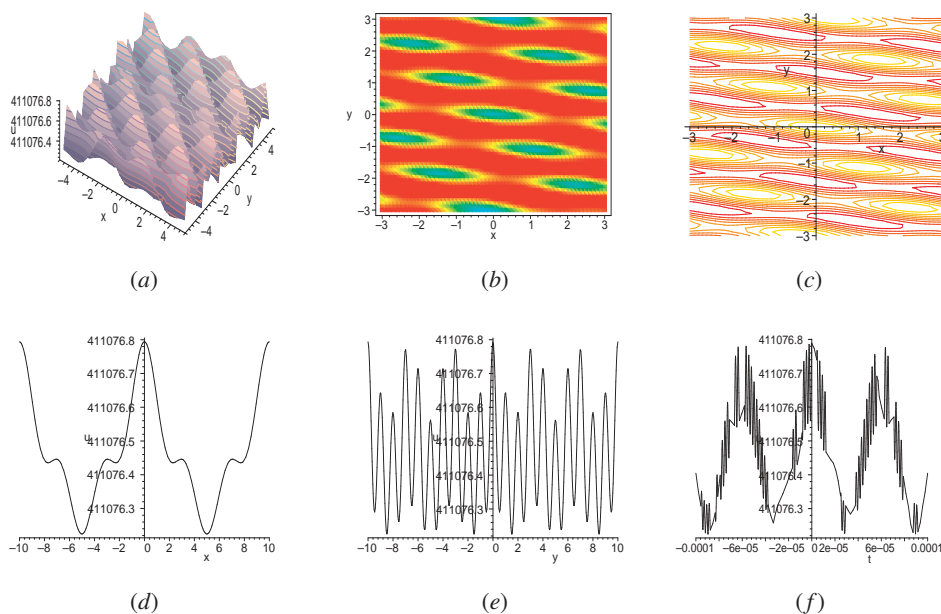 411076.8
u 411076.6
411076.4
−4 −2 0 2 4
x
−4 −2 0 2 4
y
(a)
3
2
1
y 0
−1
−2
−3
−3 −2 −1 0 1 2 3
x
(b)
3
y
2
1
0
−1
−2
−3
−1 0 2
x
(c)
411076.8
411076.7
411076.6
u 411076.5
411076.4
411076.3
−10 −8 −6 −4 −2 0 2 4 6 8 10
x
(d)
411076.8
411076.7
411076.6
u 411076.5
411076.4
411076.3
−10 −8 −6 −4 −2 0 2 4 6 8 10
y
(e)
411076.8
411076.7
411076.6
u 411076.5
411076.4
411076.3
−0.0001 −6e−05 −2e−05 0 2e−05 6e−05 0.0001
t
(f)